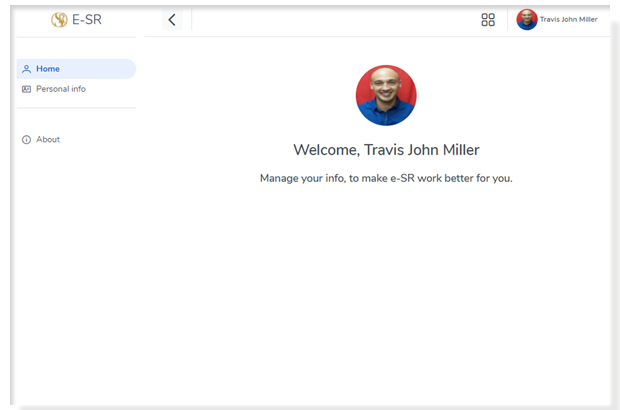 E-SR
Travis John Miller
Home
Personal info
About
Welcome, Travis John Miller
Manage your info, to make e-SR work better for you.